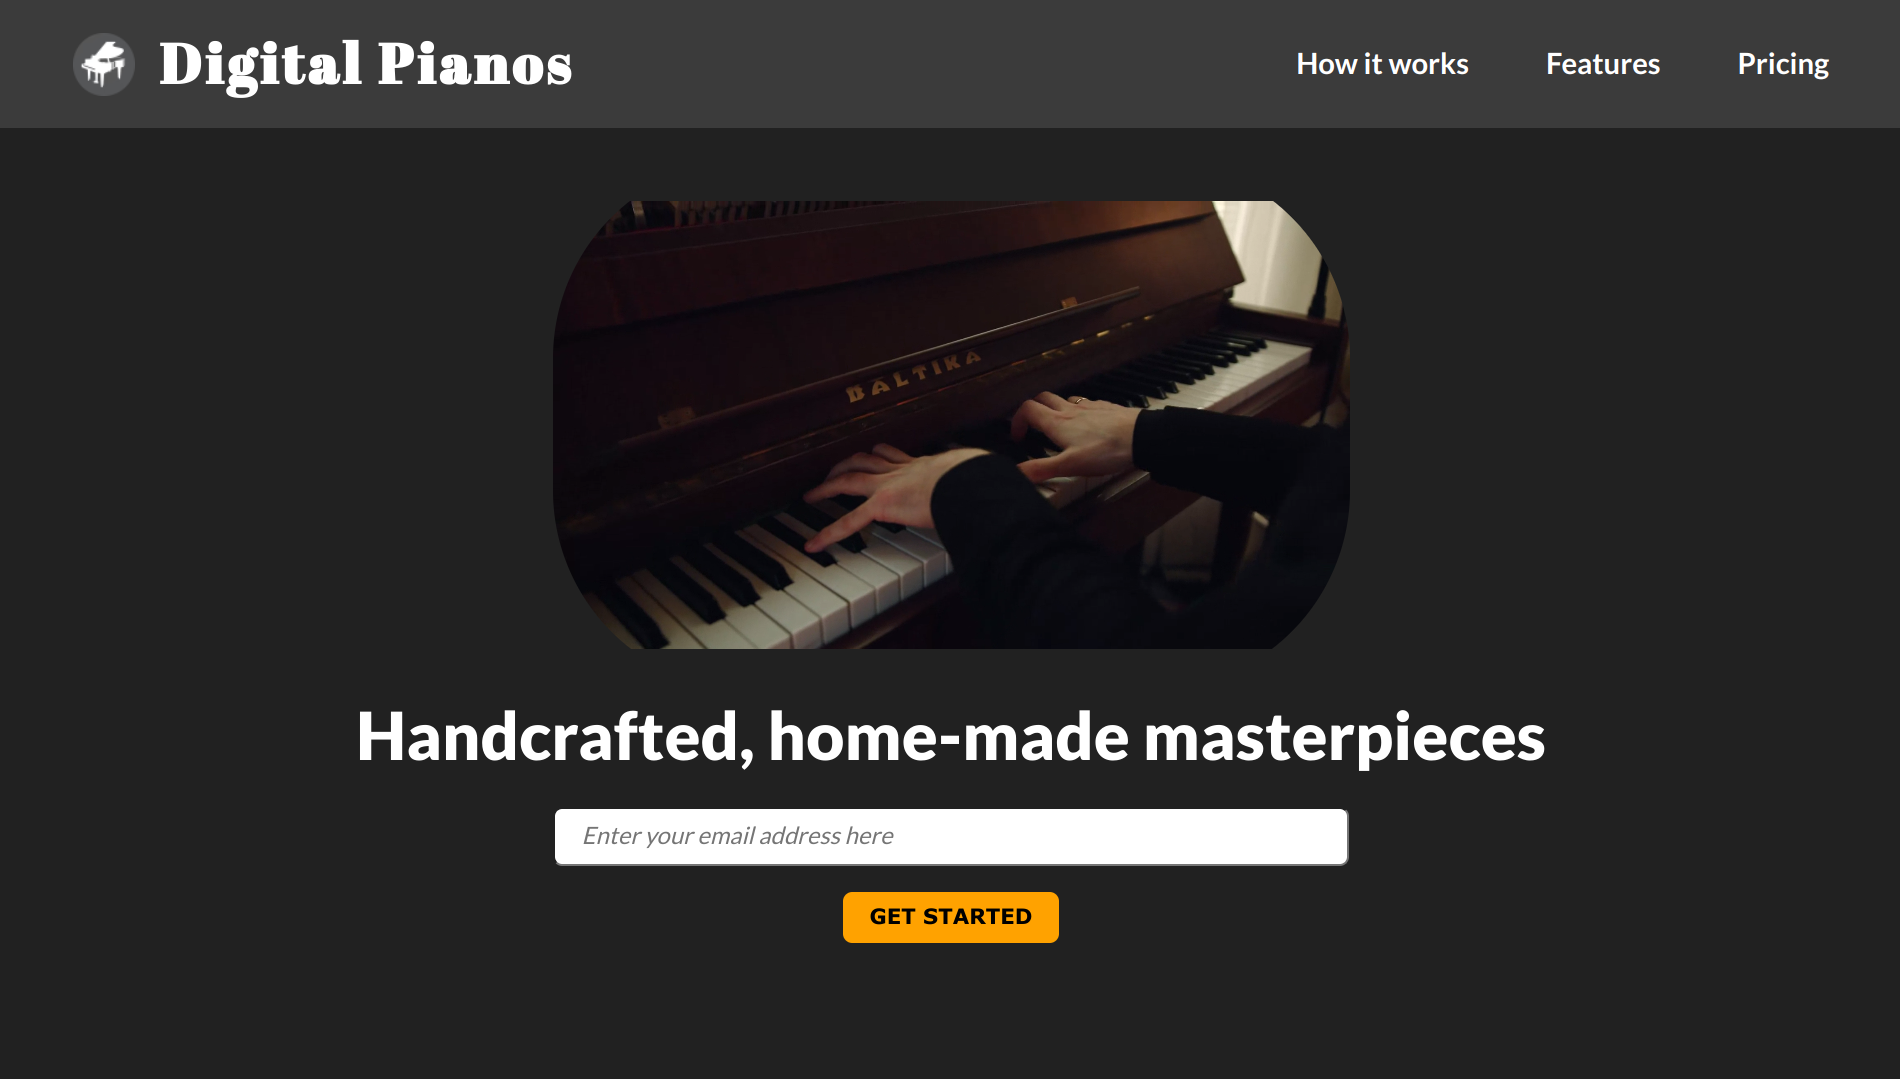 Digital Pianos
How it works
Features
Pricing
BALTIKA
Handcrafted, home-made masterpieces
Enter your email address here
GET STARTED